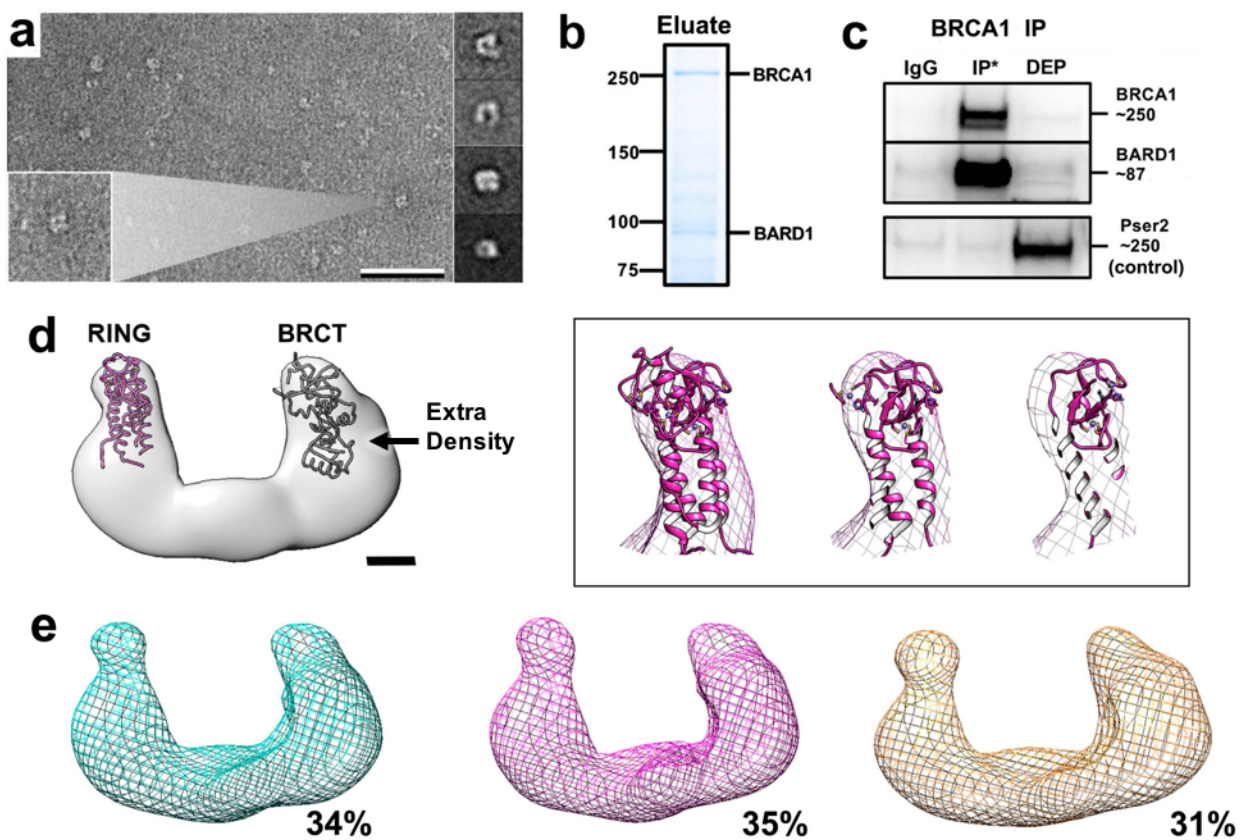 a
b
Eluate
250
BRCA1
150
100
BARD1
75
c
BRCA1 IP
IgG IP* DEP
BRCA1
~250
BARD1
~87
Pser2
~250
(control)
d
RING
BRCT
Extra
Density
e
34%
35%
31%